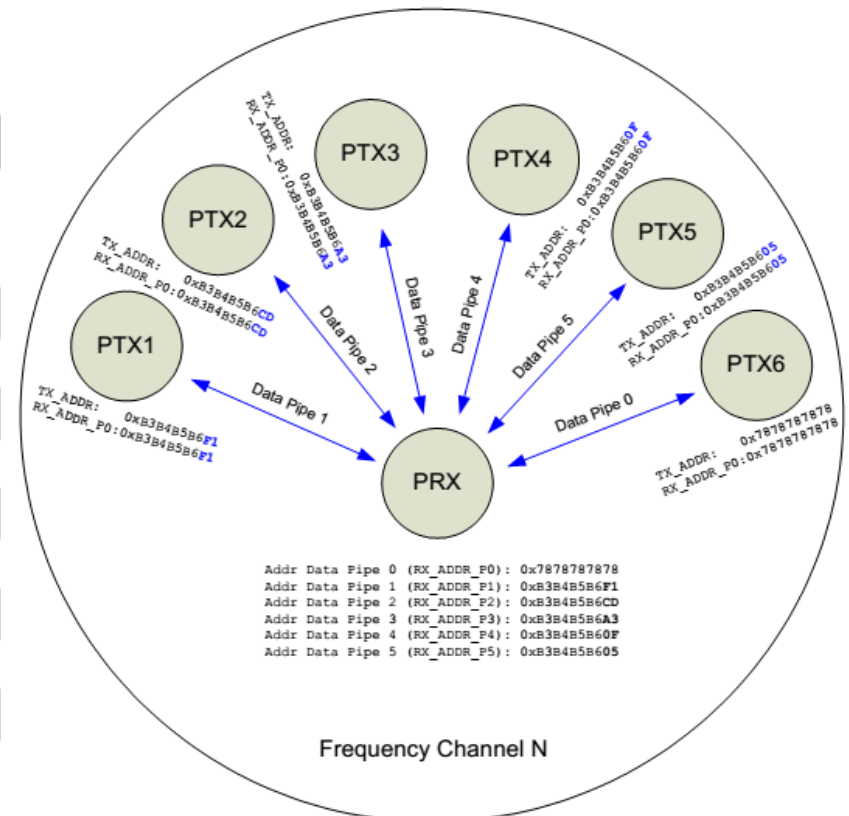 PTX3
PTX4
TX_ADDR: 0xB3B4B5B6A3
RX_ADDR_P0:0xB3B4B5B6A3
TX_ADDR: 0xB3B4B5B60F
RX_ADDR_P0:0xB3B4B5B60F
PTX2
PTX5
TX_ADDR: 0xB3B4B5B6CD
RX_ADDR_P0:0xB3B4B5B6CD
TX_ADDR: 0xB3B4B5B605
RX_ADDR_P0:0xB3B4B5B605
PTX1
PTX6
TX_ADDR: 0xB3B4B5B6F1
RX_ADDR_P0:0xB3B4B5B6F1
TX_ADDR: 0x7878787878
RX_ADDR_P0:0x7878787878
Data Pipe 1
Data Pipe 2
Data Pipe 3
Data Pipe 4
Data Pipe 5
Data Pipe 0
PRX
Addr Data Pipe 0 (RX_ADDR_P0): 0x7878787878
Addr Data Pipe 1 (RX_ADDR_P1): 0xB3B4B5B6F1
Addr Data Pipe 2 (RX_ADDR_P2): 0xB3B4B5B6CD
Addr Data Pipe 3 (RX_ADDR_P3): 0xB3B4B5B6A3
Addr Data Pipe 4 (RX_ADDR_P4): 0xB3B4B5B60F
Addr Data Pipe 5 (RX_ADDR_P5): 0xB3B4B5B605
Frequency Channel N